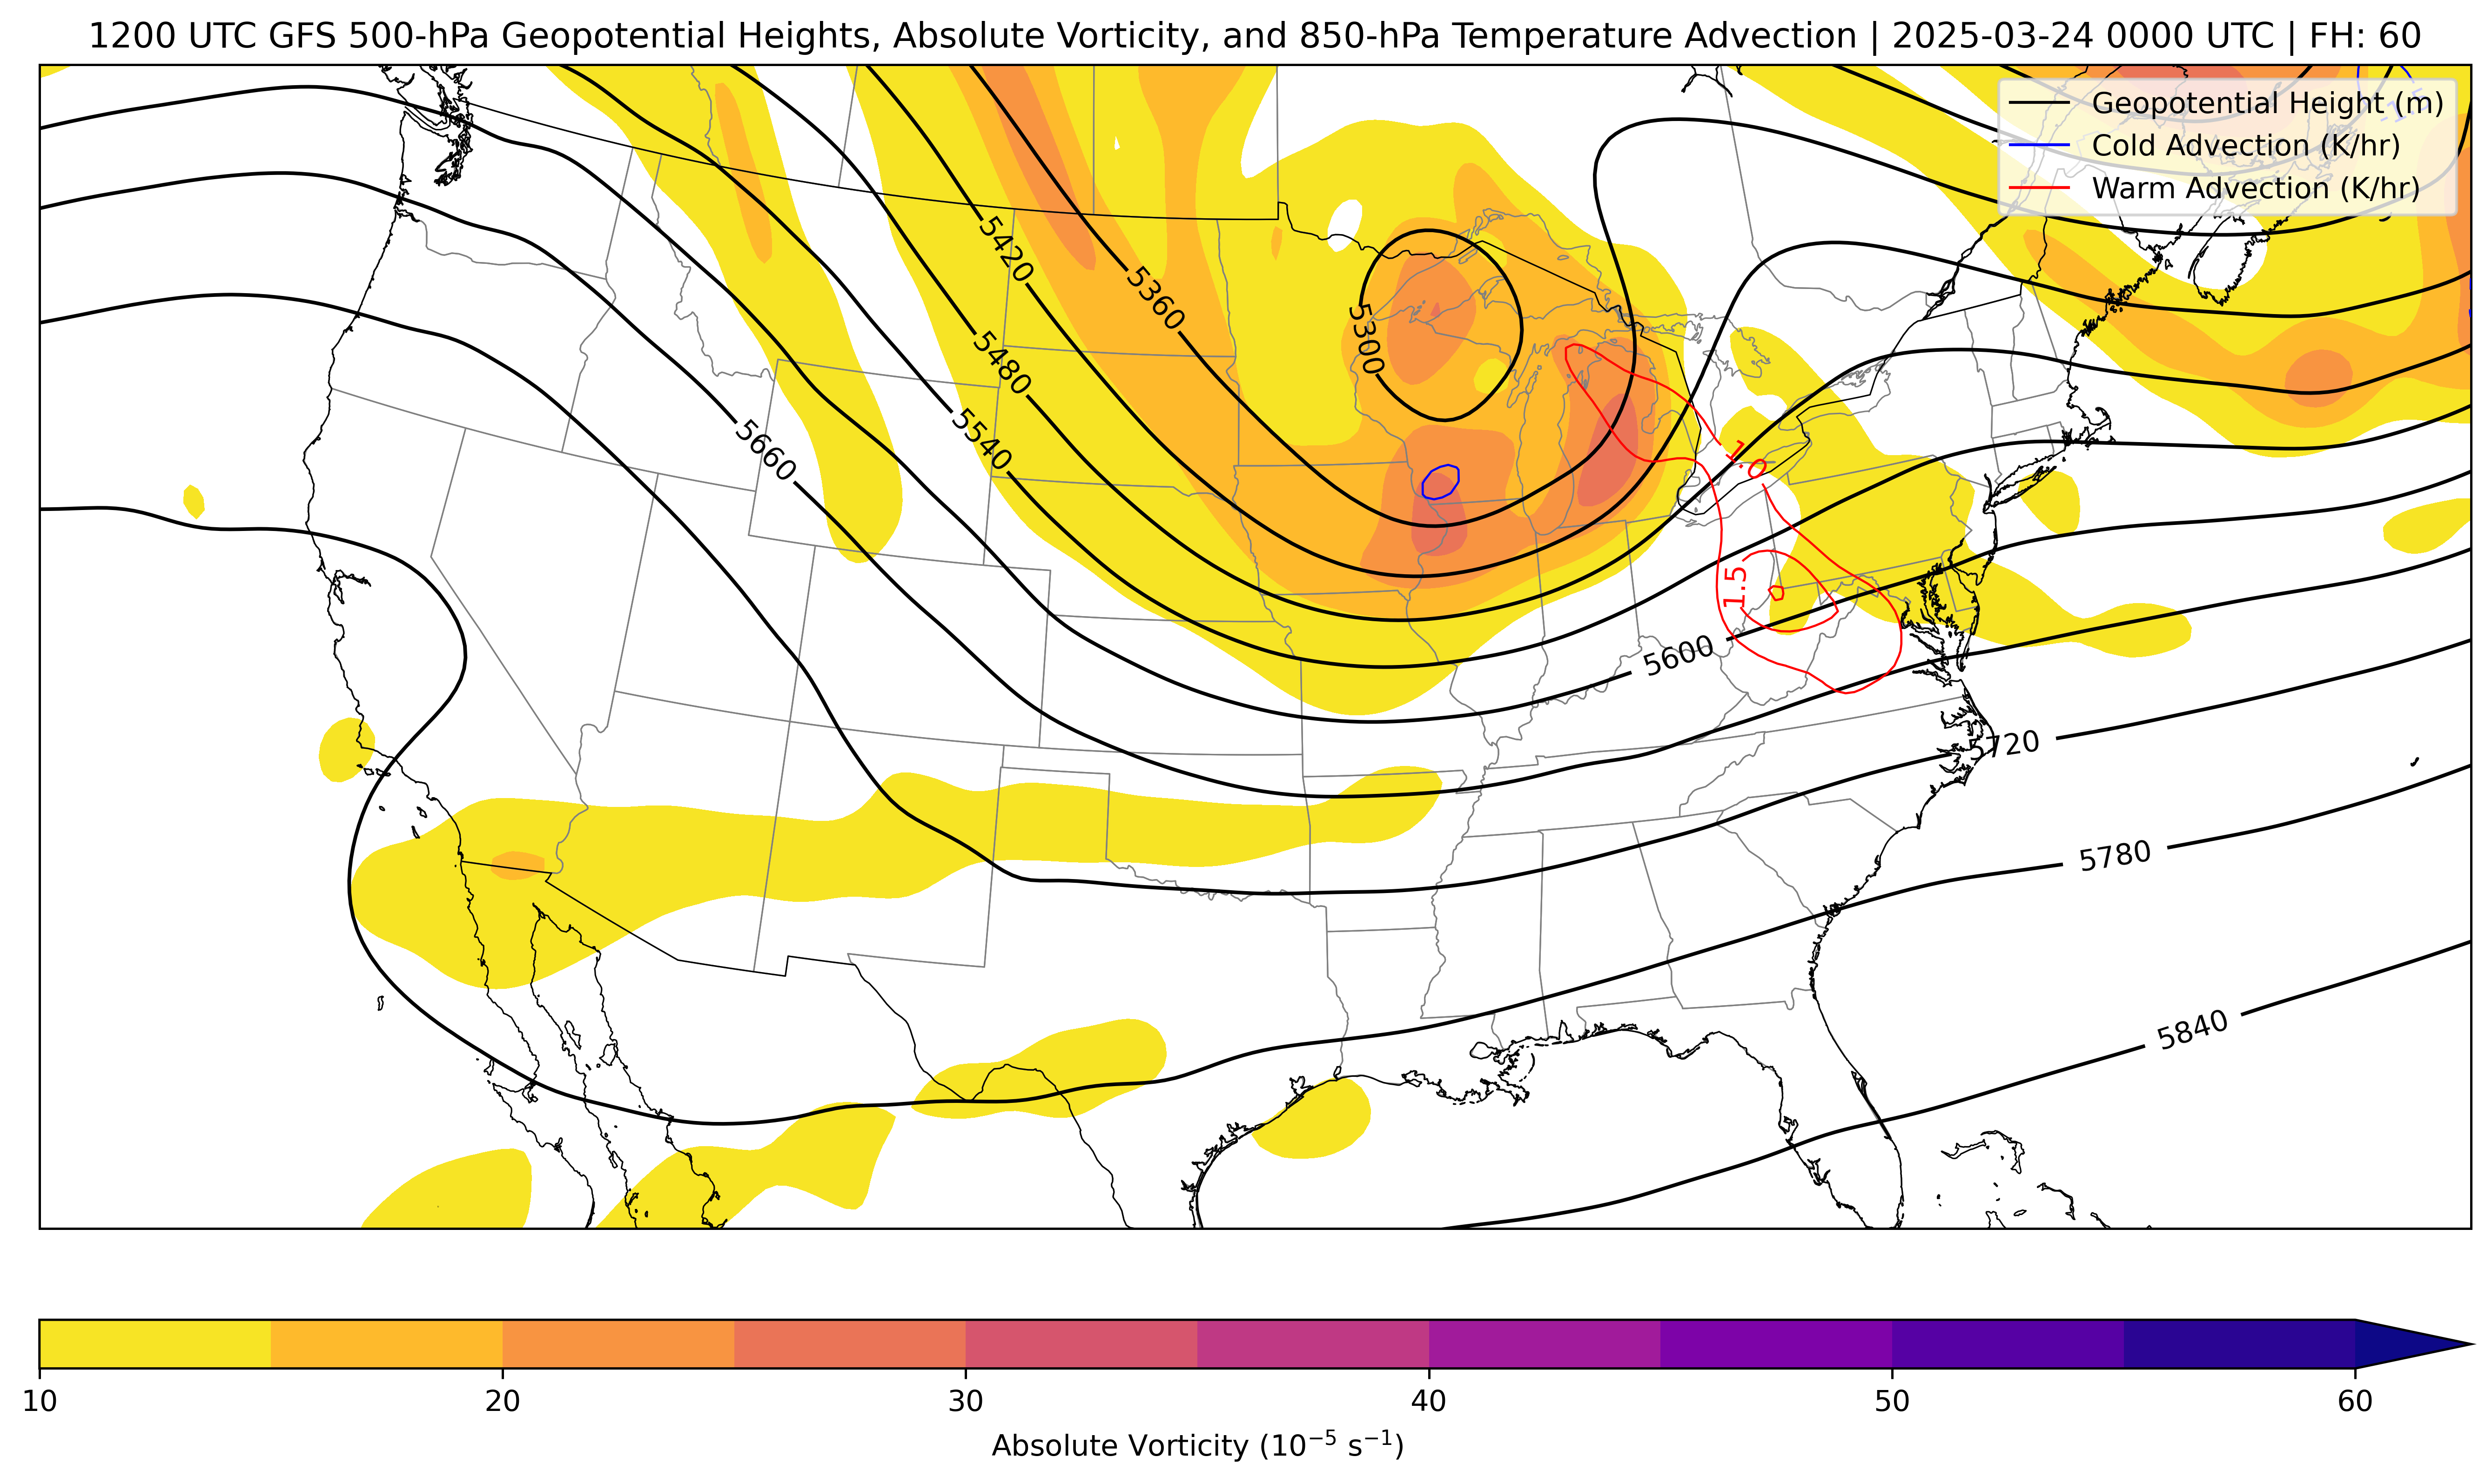 1200 UTC GFS 500-hPa Geopotential Heights, Absolute Vorticity, and 850-hPa Temperature Advection | 2025-03-24 0000 UTC | FH: 60
Geopotential Height (m)
Cold Advection (K/hr)
Warm Advection (K/hr)
5420
5360
5300
5480
5540
5660
1.0
1.5
5600
5720
5780
5840
10 20 30 40 50 60
Absolute Vorticity (10⁻⁵ s⁻¹)